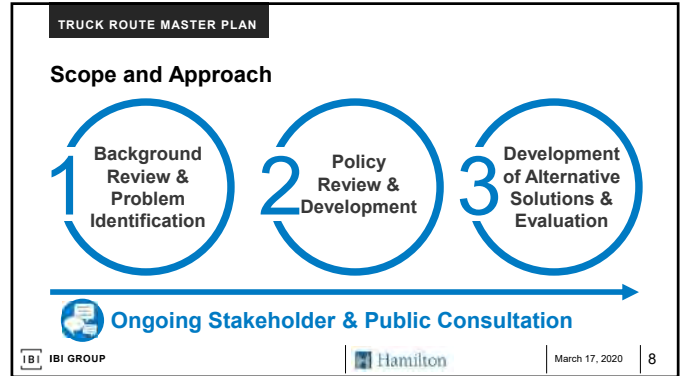 TRUCK ROUTE MASTER PLAN
Scope and Approach
1
Background
Review &
Problem
Identification
2
Policy
Review &
Development
3
Development
of Alternative
Solutions &
Evaluation
Ongoing Stakeholder & Public Consultation
IBI IBI GROUP
Hamilton
March 17, 2020
8